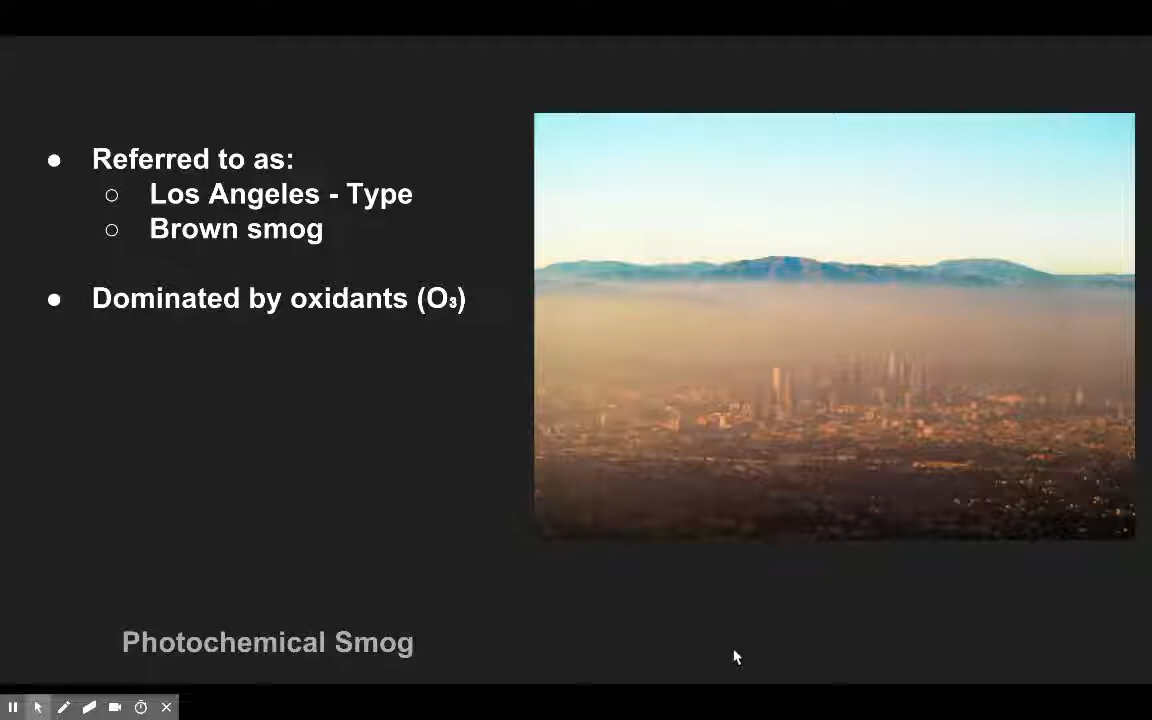 Referred to as:
Los Angeles - Type
Brown smog
Dominated by oxidants (O₃)
Photochemical Smog